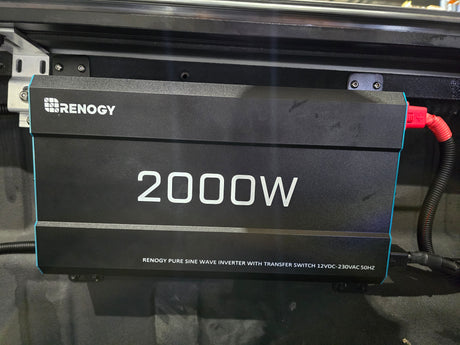 RENOGY
2000W
RENOGY PURE SINE WAVE INVERTER WITH TRANSFER SWITCH 12VDC-230VAC 50HZ